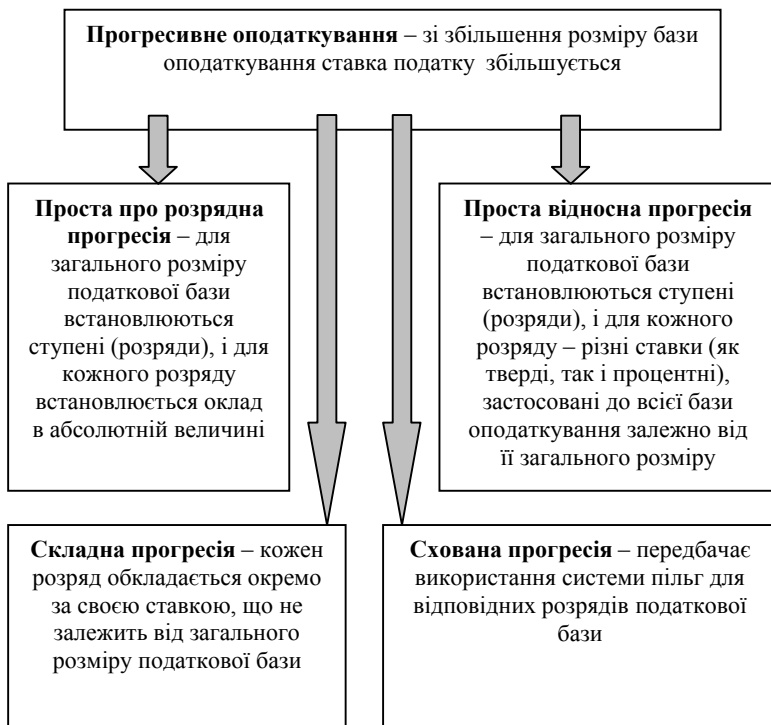 Прогресивне оподаткування – зі збільшення розміру бази
оподаткування ставка податку збільшується
Проста про розрядна
прогресія – для
загального розміру
податкової бази
встановлюються
ступені (розряди), і для
кожного розряду
встановлюється оклад
в абсолютній величині
Проста відносна прогресія
– для загального розміру
податкової бази
встановлюються ступені
(розряди), і для кожного
розряду – різні ставки (як
тверді, так і процентні),
застосовані до всієї бази
оподаткування залежно від
її загального розміру
Складна прогресія – кожен
розряд обкладається окремо
за своєю ставкою, що не
залежить від загального
розміру податкової бази
Схована прогресія – передбачає
використання системи пільг для
відповідних розрядів податкової
бази